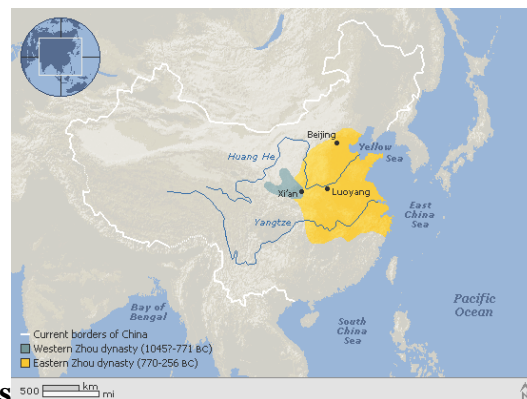 Beijing
Huang He
Yellow
Sea
Xi'an
Luoyang
East
China
Sea
Yangtze
Pacific
Ocean
Bay of
Bengal
South
China
Sea
Current borders of China
Western Zhou dynasty (1045?-771 BC)
Eastern Zhou dynasty (770-256 BC)
s 500 km
mi